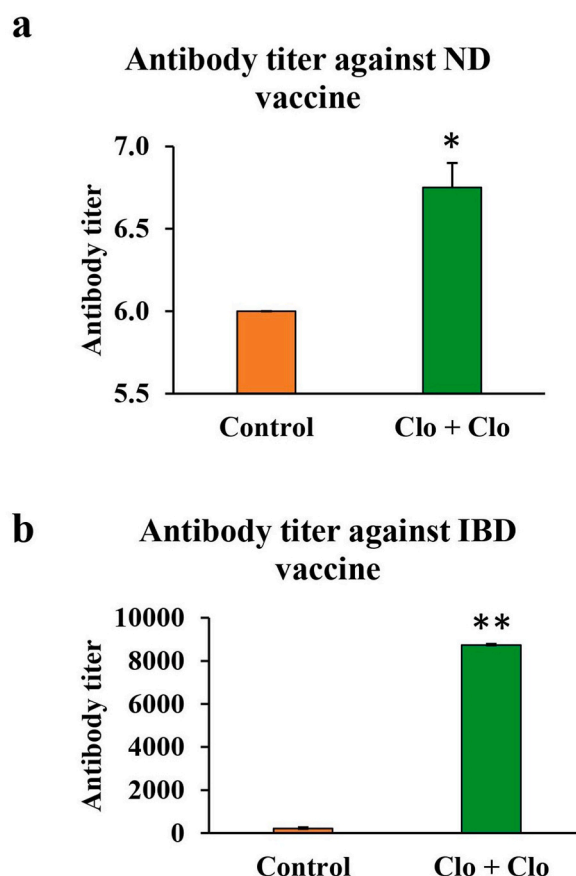 a
Antibody titer against ND
vaccine
7.0
*
6.5
6.0
5.5
Antibody titer
Control
Clo + Clo
b
Antibody titer against IBD
vaccine
10000
**
8000
6000
4000
2000
0
Antibody titer
Control
Clo + Clo